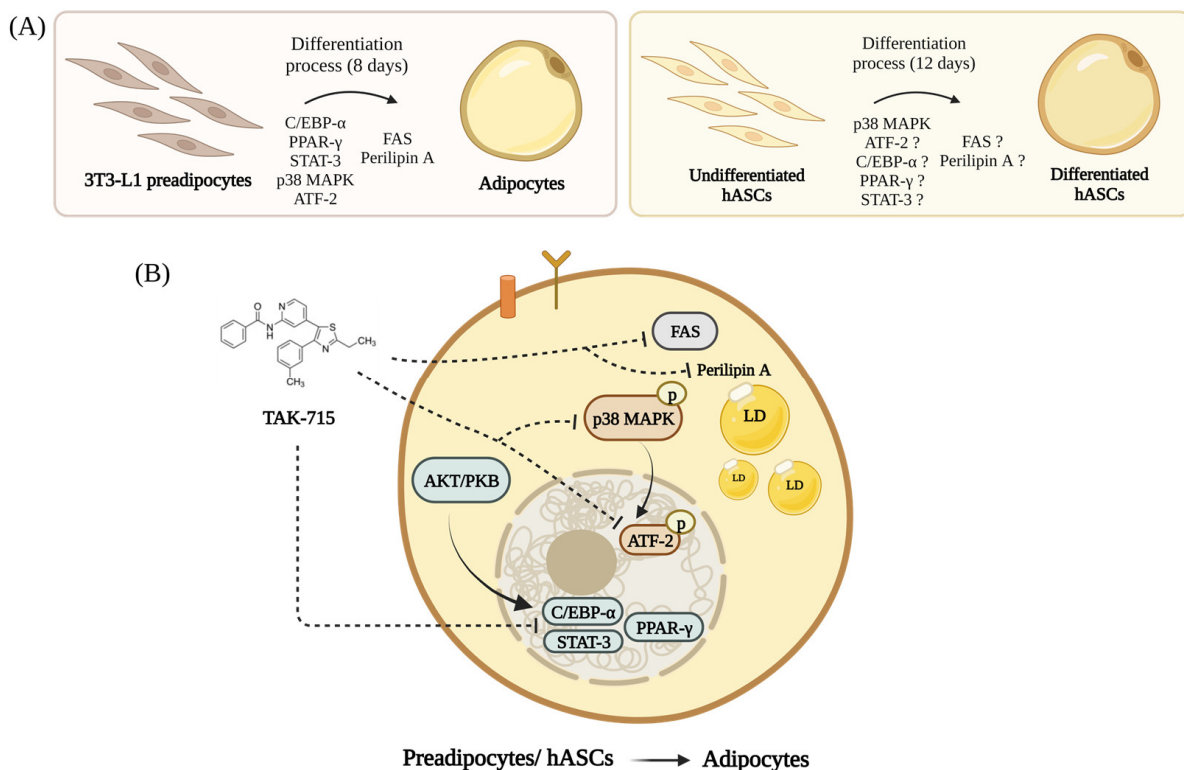 (A)
Differentiation
process (8 days)
C/EBP-α
PPAR-γ
STAT-3
p38 MAPK
ATF-2
FAS
Perilipin A
3T3-L1 preadipocytes
Adipocytes
Differentiation
process (12 days)
p38 MAPK
ATF-2 ?
C/EBP-α ?
PPAR-γ ?
STAT-3 ?
FAS ?
Perilipin A ?
Undifferentiated
hASCs
Differentiated
hASCs
(B)
O
N
NH
S
N
CH3
CH3
TAK-715
FAS
Perilipin A
p
p38 MAPK
LD
LD
LD
AKT/PKB
p
ATF-2
C/EBP-α
PPAR-γ
STAT-3
Preadipocytes/ hASCs
Adipocytes